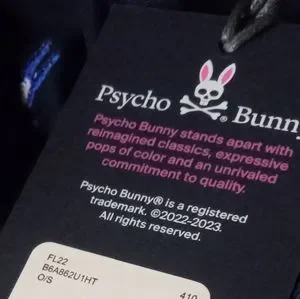 Psycho Bunny
Psycho Bunny stands apart with
reimagined classics, expressive
pops of color and an unrivaled
commitment to quality.
Psycho Bunny® is a registered
trademark. ©2022-2023.
All rights reserved.
FL22
B6A862U1HT
O/S 410